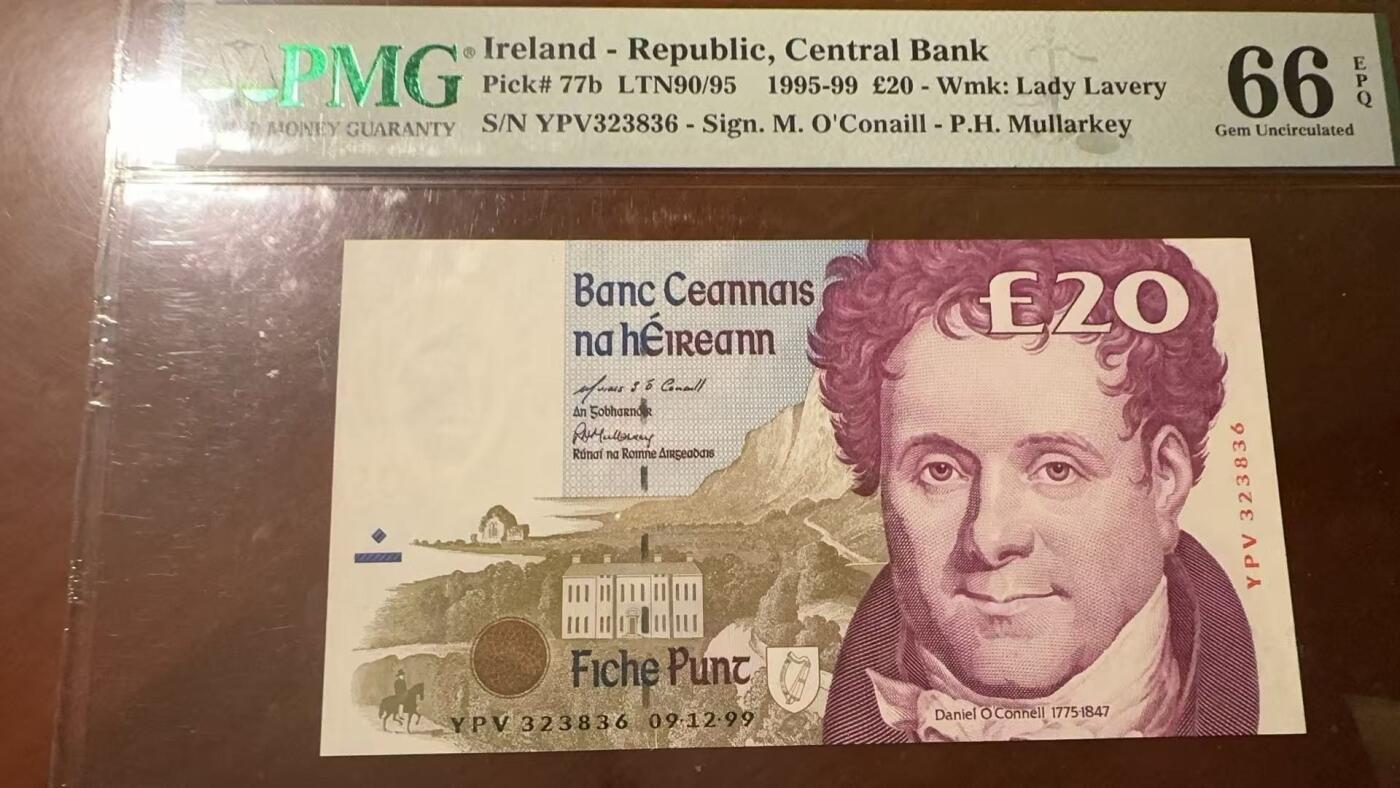 PMG®
MONEY GUARANTY
Ireland - Republic, Central Bank
Pick# 77b LTN90/95 1995-99 £20 - Wmk: Lady Lavery
S/N YPV323836 - Sign. M. O'Conaill - P.H. Mullarkey
66
EPQ
Gem Uncirculated
Banc Ceannais
na hÉireann
£20
An Gobharnóir
Rúnaí na Roinne Airgeadais
YPV 323836
Fiche Punt
YPV 323836 09·12·99
Daniel O'Connell 1775-1847